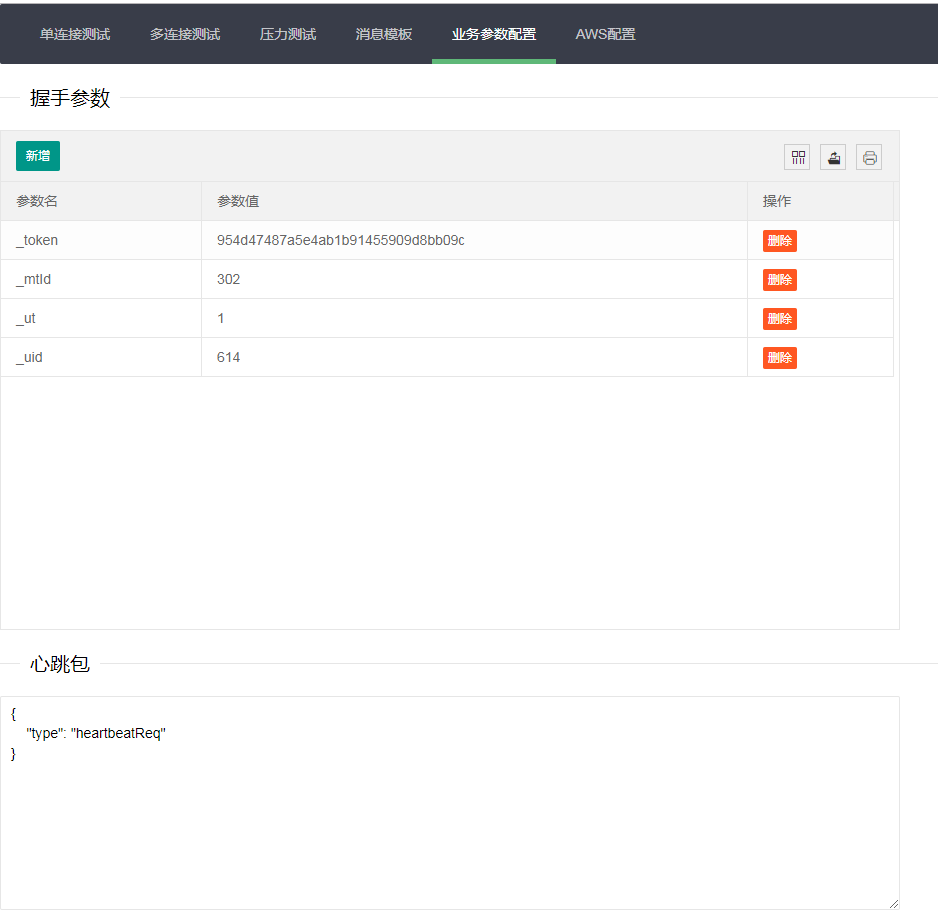 单连接测试 多连接测试 压力测试 消息模板 业务参数配置 AWS配置
握手参数
新增
参数名 参数值 操作
_token 954d47487a5e4ab1b91455909d8bb09c 删除
_mtId 302 删除
_ut 1 删除
_uid 614 删除
心跳包
{
"type": "heartbeatReq"
}